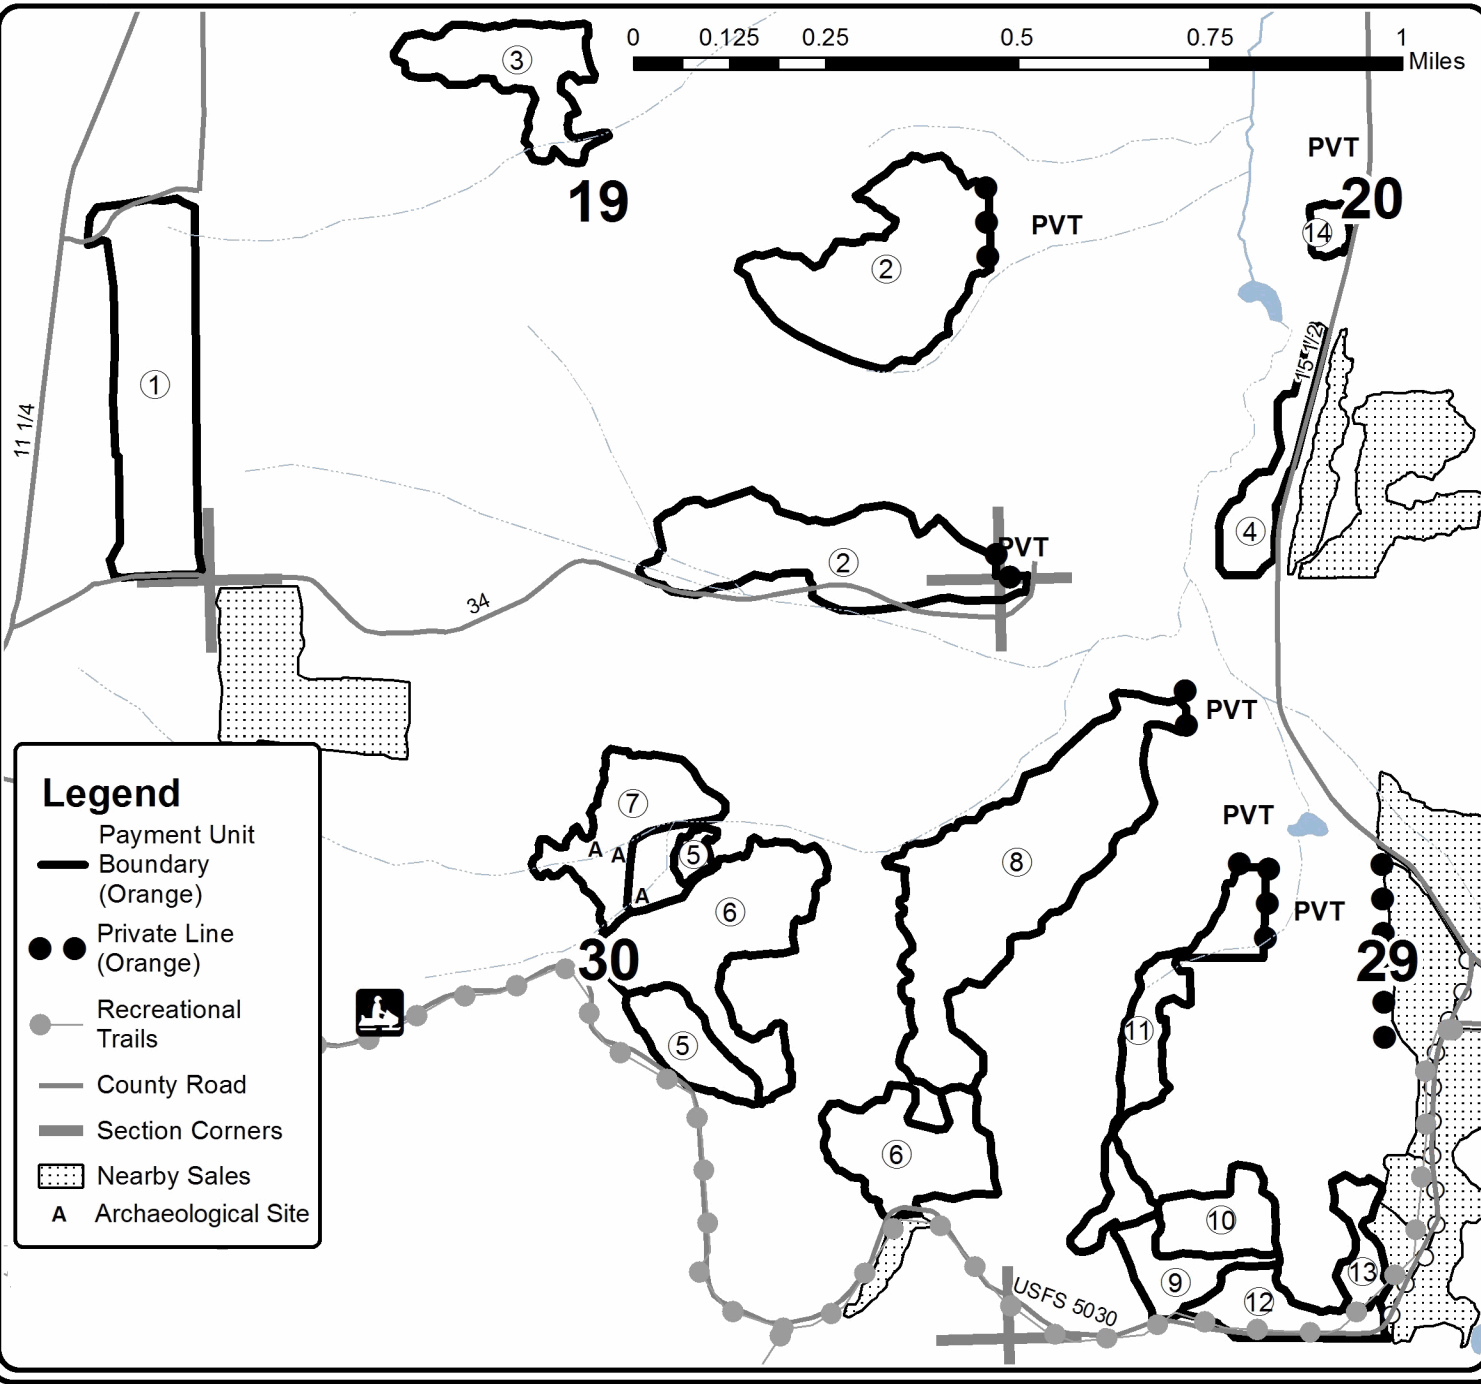 0 0.125 0.25 0.5 0.75 1
Miles
3
PVT
19
20
PVT
14
2
15 1/2
1
11 1/4
4
PVT
2
34
PVT
7
PVT
A A 5
8
A
6
PVT
30
29
11
5
6
10
9
12
13
USFS 5030
Legend
Payment Unit
Boundary
(Orange)
Private Line
(Orange)
Recreational
Trails
County Road
Section Corners
Nearby Sales
A Archaeological Site